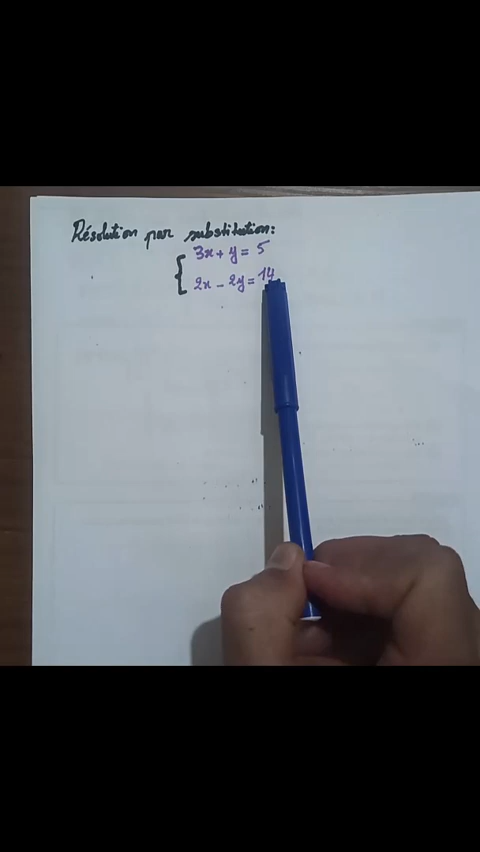 Résolution par substitution:
{ 3x + y = 5
2x - 2y = 14